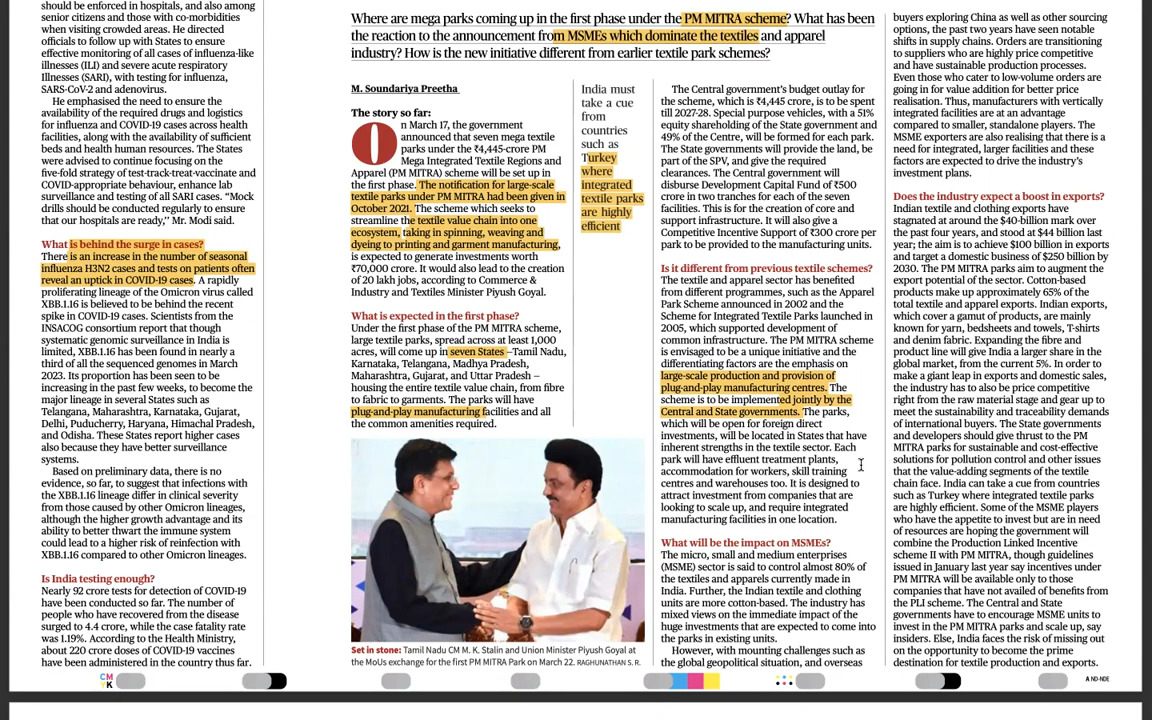 should be enforced in hospitals, and also among
senior citizens and those with co-morbidities
when visiting crowded areas. He directed
officials to follow up with States to ensure
effective monitoring of all cases of influenza-like
illnesses (ILI) and severe acute respiratory
Illnesses (SARI), with testing for influenza,
SARS-CoV-2 and adenovirus.
He emphasised the need to ensure the
availability of the required drugs and logistics
for influenza and COVID-19 cases across health
facilities, along with the availability of sufficient
beds and health human resources. The States
were advised to continue focusing on the
five-fold strategy of test-track-treat-vaccinate and
COVID-appropriate behaviour, enhance lab
surveillance and testing of all SARI cases. “Mock
drills should be conducted regularly to ensure
that our hospitals are ready,” Mr. Modi said.
What is behind the surge in cases?
There is an increase in the number of seasonal
influenza H3N2 cases and tests on patients often
reveal an uptick in COVID-19 cases. A rapidly
proliferating lineage of the Omicron virus called
XBB.1.16 is believed to be behind the recent
spike in COVID-19 cases. Scientists from the
INSACOG consortium report that though
systematic genomic surveillance in India is
limited, XBB.1.16 has been found in nearly a
third of all the sequenced genomes in March
2023. Its proportion has been seen to be
increasing in the past few weeks, to become the
major lineage in several States such as
Telangana, Maharashtra, Karnataka, Gujarat,
Delhi, Puducherry, Haryana, Himachal Pradesh,
and Odisha. These States report higher cases
also because they have better surveillance
systems.
Based on preliminary data, there is no
evidence, so far, to suggest that infections with
the XBB.1.16 lineage differ in clinical severity
from those caused by other Omicron lineages,
although the higher growth advantage and its
ability to better thwart the immune system
could lead to a higher risk of reinfection with
XBB.1.16 compared to other Omicron lineages.
Is India testing enough?
Nearly 92 crore tests for detection of COVID-19
have been conducted so far. The number of
people who have recovered from the disease
surged to 4.4 crore, while the case fatality rate
was 1.19%. According to the Health Ministry,
about 220 crore doses of COVID-19 vaccines
have been administered in the country thus far.
Where are mega parks coming up in the first phase under the PM MITRA scheme? What has been
the reaction to the announcement from MSMEs which dominate the textiles and apparel
industry? How is the new initiative different from earlier textile park schemes?
M. Soundariya Preetha
The story so far:
On March 17, the government
announced that seven mega textile
parks under the ₹4,445-crore PM
Mega Integrated Textile Regions and
Apparel (PM MITRA) scheme will be set up in
the first phase. The notification for large-scale
textile parks under PM MITRA had been given in
October 2021. The scheme which seeks to
streamline the textile value chain into one
ecosystem, taking in spinning, weaving and
dyeing to printing and garment manufacturing,
is expected to generate investments worth
₹70,000 crore. It would also lead to the creation
of 20 lakh jobs, according to Commerce &
Industry and Textiles Minister Piyush Goyal.
What is expected in the first phase?
Under the first phase of the PM MITRA scheme,
large textile parks, spread across at least 1,000
acres, will come up in seven States —Tamil Nadu,
Karnataka, Telangana, Madhya Pradesh,
Maharashtra, Gujarat, and Uttar Pradesh —
housing the entire textile value chain, from fibre
to fabric to garments. The parks will have
plug-and-play manufacturing facilities and all
the common amenities required.
India must
take a cue
from
countries
such as
Turkey
where
integrated
textile parks
are highly
efficient
Set in stone: Tamil Nadu CM M. K. Stalin and Union Minister Piyush Goyal at
the MoUs exchange for the first PM MITRA Park on March 22. RAGHUNATHAN S. R.
The Central government’s budget outlay for
the scheme, which is ₹4,445 crore, is to be spent
till 2027-28. Special purpose vehicles, with a 51%
equity shareholding of the State government and
49% of the Centre, will be formed for each park.
The State governments will provide the land, be
part of the SPV, and give the required
clearances. The Central government will
disburse Development Capital Fund of ₹500
crore in two tranches for each of the seven
facilities. This is for the creation of core and
support infrastructure. It will also give a
Competitive Incentive Support of ₹300 crore per
park to be provided to the manufacturing units.
Is it different from previous textile schemes?
The textile and apparel sector has benefited
from different programmes, such as the Apparel
Park Scheme announced in 2002 and the
Scheme for Integrated Textile Parks launched in
2005, which supported development of
common infrastructure. The PM MITRA scheme
is envisaged to be a unique initiative and the
differentiating factors are the emphasis on
large-scale production and provision of
plug-and-play manufacturing centres. The
scheme is to be implemented jointly by the
Central and State governments. The parks,
which will be open for foreign direct
investments, will be located in States that have
inherent strengths in the textile sector. Each
park will have effluent treatment plants,
accommodation for workers, skill training
centres and warehouses too. It is designed to
attract investment from companies that are
looking to scale up, and require integrated
manufacturing facilities in one location.
What will be the impact on MSMEs?
The micro, small and medium enterprises
(MSME) sector is said to control almost 80% of
the textiles and apparels currently made in
India. Further, the Indian textile and clothing
units are more cotton-based. The industry has
mixed views on the immediate impact of the
huge investments that are expected to come into
the parks in existing units.
However, with mounting challenges such as
the global geopolitical situation, and overseas
buyers exploring China as well as other sourcing
options, the past two years have seen notable
shifts in supply chains. Orders are transitioning
to suppliers who are highly price competitive
and have sustainable production processes.
Even those who cater to low-volume orders are
going in for value addition for better price
realisation. Thus, manufacturers with vertically
integrated facilities are at an advantage
compared to smaller, standalone players. The
MSME exporters are also realising that there is a
need for integrated, larger facilities and these
factors are expected to drive the industry’s
investment plans.
Does the industry expect a boost in exports?
Indian textile and clothing exports have
stagnated at around the $40-billion mark over
the past four years, and stood at $44 billion last
year; the aim is to achieve $100 billion in exports
and target a domestic business of $250 billion by
2030. The PM MITRA parks aim to augment the
export potential of the sector. Cotton-based
products make up approximately 65% of the
total textile and apparel exports. Indian exports,
which cover a gamut of products, are mainly
known for yarn, bedsheets and towels, T-shirts
and denim fabric. Expanding the fibre and
product line will give India a larger share in the
global market, from the current 5%. In order to
make a giant leap in exports and domestic sales,
the industry has to also be price competitive
right from the raw material stage and gear up to
meet the sustainability and traceability demands
of international buyers. The State governments
and developers should give thrust to the PM
MITRA parks for sustainable and cost-effective
solutions for pollution control and other issues
that the value-adding segments of the textile
chain face. India can take a cue from countries
such as Turkey where integrated textile parks
are highly efficient. Some of the MSME players
who have the appetite to invest but are in need
of resources are hoping the government will
combine the Production Linked Incentive
scheme II with PM MITRA, though guidelines
issued in January last year say incentives under
PM MITRA will be available only to those
companies that have not availed of benefits from
the PLI scheme. The Central and State
governments have to encourage MSME units to
invest in the PM MITRA parks and scale up, say
insiders. Else, India faces the risk of missing out
on the opportunity to become the prime
destination for textile production and exports.
CM
YK
A ND-NDE